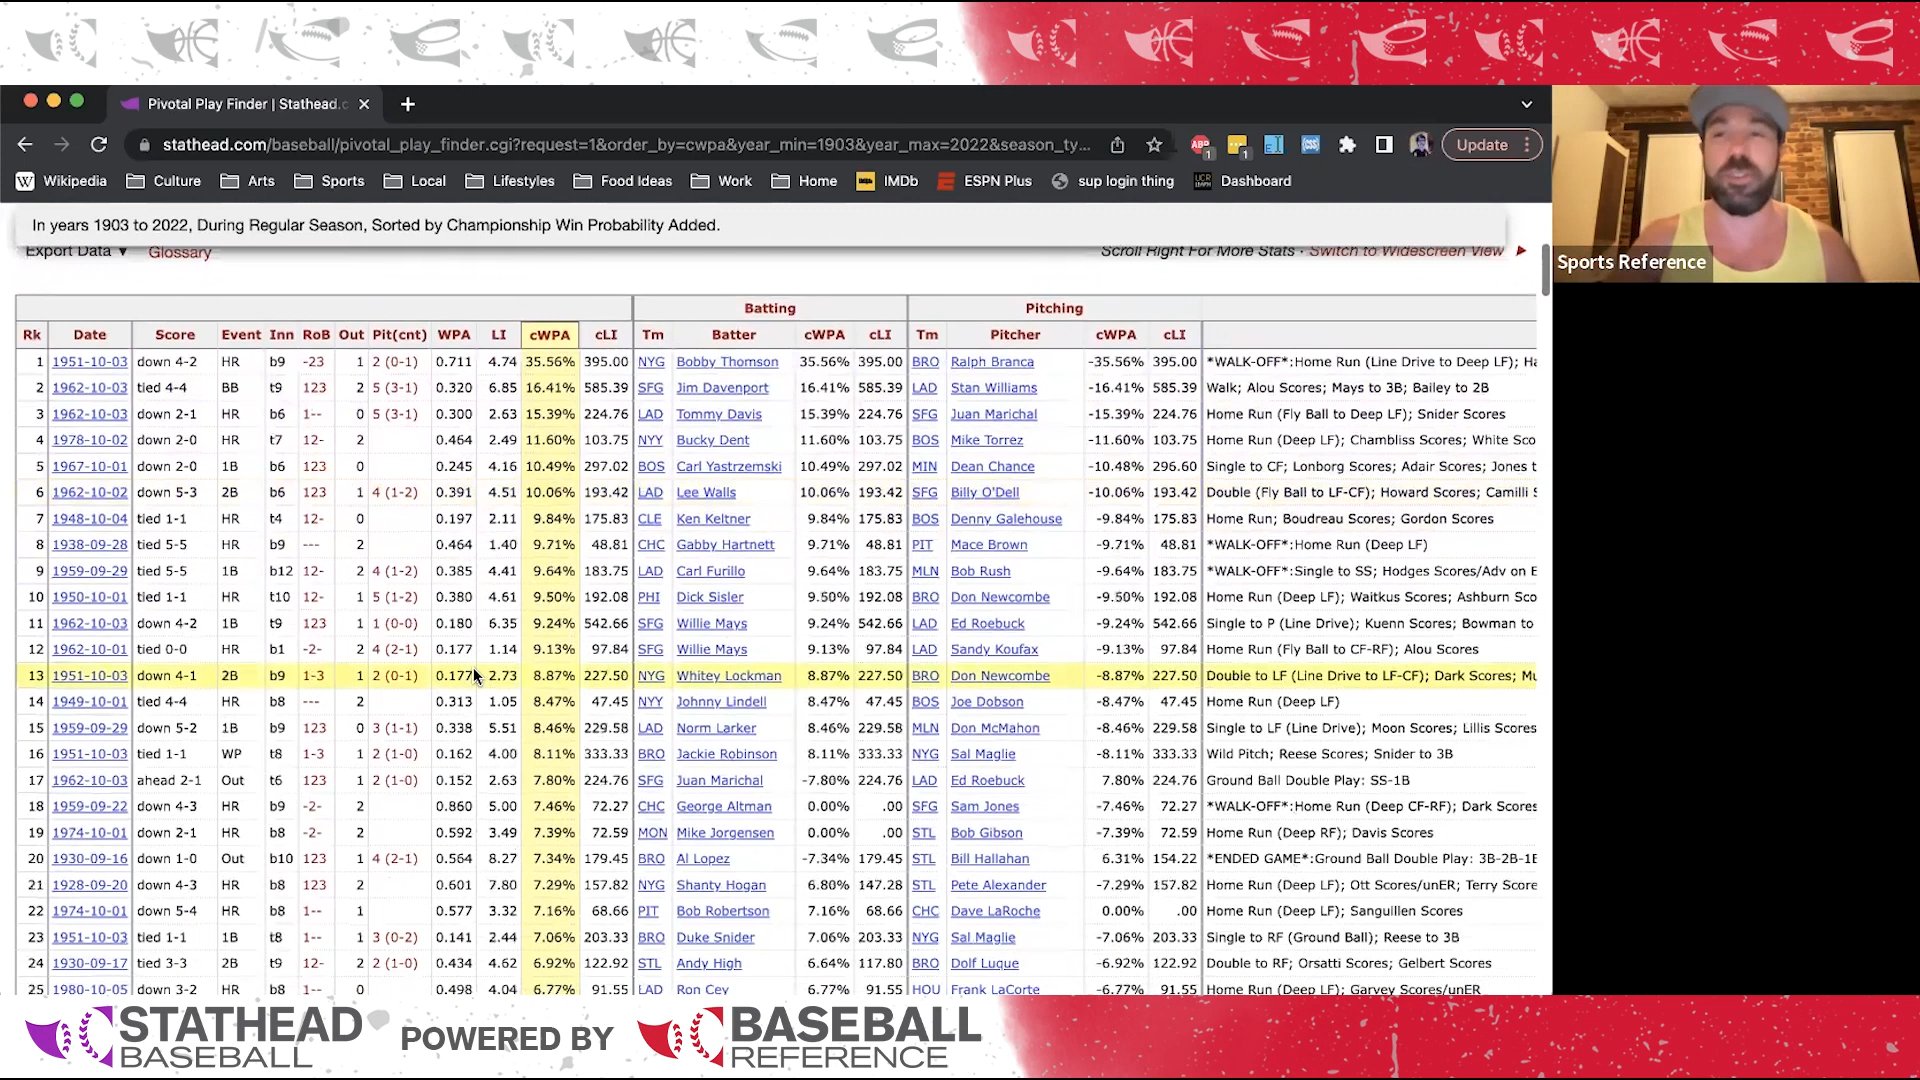 Pivotal Play Finder | Stathead.c
stathead.com/baseball/pivotal_play_finder.cgi?request=1&order_by=cwpa&year_min=1903&year_max=2022&season_ty...
ABP 1
1
Update
Wikipedia Culture Arts Sports Local Lifestyles Food Ideas Work Home IMDb ESPN Plus sup login thing Dashboard
Sports Reference
In years 1903 to 2022, During Regular Season, Sorted by Championship Win Probability Added.
Export Data ▼ Glossary Scroll Right For More Stats · Switch to Widescreen View ▶
Batting Pitching
Rk Date Score Event Inn RoB Out Pit(cnt) WPA LI cWPA cLI Tm Batter cWPA cLI Tm Pitcher cWPA cLI
1 1951-10-03 down 4-2 HR b9 -23 1 2 (0-1) 0.711 4.74 35.56% 395.00 NYG Bobby Thomson 35.56% 395.00 BRO Ralph Branca -35.56% 395.00 *WALK-OFF*:Home Run (Line Drive to Deep LF); Ha
2 1962-10-03 tied 4-4 BB t9 123 2 5 (3-1) 0.320 6.85 16.41% 585.39 SFG Jim Davenport 16.41% 585.39 LAD Stan Williams -16.41% 585.39 Walk; Alou Scores; Mays to 3B; Bailey to 2B
3 1962-10-03 down 2-1 HR b6 1-- 0 5 (3-1) 0.300 2.63 15.39% 224.76 LAD Tommy Davis 15.39% 224.76 SFG Juan Marichal -15.39% 224.76 Home Run (Fly Ball to Deep LF); Snider Scores
4 1978-10-02 down 2-0 HR t7 12- 2 0.464 2.49 11.60% 103.75 NYY Bucky Dent 11.60% 103.75 BOS Mike Torrez -11.60% 103.75 Home Run (Deep LF); Chambliss Scores; White Sco
5 1967-10-01 down 2-0 1B b6 123 0 0.245 4.16 10.49% 297.02 BOS Carl Yastrzemski 10.49% 297.02 MIN Dean Chance -10.48% 296.60 Single to CF; Lonborg Scores; Adair Scores; Jones t
6 1962-10-02 down 5-3 2B b6 123 1 4 (1-2) 0.391 4.51 10.06% 193.42 LAD Lee Walls 10.06% 193.42 SFG Billy O'Dell -10.06% 193.42 Double (Fly Ball to LF-CF); Howard Scores; Camilli S
7 1948-10-04 tied 1-1 HR t4 12- 0 0.197 2.11 9.84% 175.83 CLE Ken Keltner 9.84% 175.83 BOS Denny Galehouse -9.84% 175.83 Home Run; Boudreau Scores; Gordon Scores
8 1938-09-28 tied 5-5 HR b9 --- 2 0.464 1.40 9.71% 48.81 CHC Gabby Hartnett 9.71% 48.81 PIT Mace Brown -9.71% 48.81 *WALK-OFF*:Home Run (Deep LF)
9 1959-09-29 tied 5-5 1B b12 12- 2 4 (1-2) 0.385 4.41 9.64% 183.75 LAD Carl Furillo 9.64% 183.75 MLN Bob Rush -9.64% 183.75 *WALK-OFF*:Single to SS; Hodges Scores/Adv on E
10 1950-10-01 tied 1-1 HR t10 12- 1 5 (1-2) 0.380 4.61 9.50% 192.08 PHI Dick Sisler 9.50% 192.08 BRO Don Newcombe -9.50% 192.08 Home Run (Deep LF); Waitkus Scores; Ashburn Sco
11 1962-10-03 down 4-2 1B t9 123 1 1 (0-0) 0.180 6.35 9.24% 542.66 SFG Willie Mays 9.24% 542.66 LAD Ed Roebuck -9.24% 542.66 Single to P (Line Drive); Kuenn Scores; Bowman to
12 1962-10-01 tied 0-0 HR b1 -2- 2 4 (2-1) 0.177 1.14 9.13% 97.84 SFG Willie Mays 9.13% 97.84 LAD Sandy Koufax -9.13% 97.84 Home Run (Fly Ball to CF-RF); Alou Scores
13 1951-10-03 down 4-1 2B b9 1-3 1 2 (0-1) 0.177 2.73 8.87% 227.50 NYG Whitey Lockman 8.87% 227.50 BRO Don Newcombe -8.87% 227.50 Double to LF (Line Drive to LF-CF); Dark Scores; Mu
14 1949-10-01 tied 4-4 HR b8 --- 2 0.313 1.05 8.47% 47.45 NYY Johnny Lindell 8.47% 47.45 BOS Joe Dobson -8.47% 47.45 Home Run (Deep LF)
15 1959-09-29 down 5-2 1B b9 123 0 3 (1-1) 0.338 5.51 8.46% 229.58 LAD Norm Larker 8.46% 229.58 MLN Don McMahon -8.46% 229.58 Single to LF (Line Drive); Moon Scores; Lillis Scores
16 1951-10-03 tied 1-1 WP t8 1-3 1 2 (1-0) 0.162 4.00 8.11% 333.33 BRO Jackie Robinson 8.11% 333.33 NYG Sal Maglie -8.11% 333.33 Wild Pitch; Reese Scores; Snider to 3B
17 1962-10-03 ahead 2-1 Out t6 123 1 2 (1-0) 0.152 2.63 7.80% 224.76 SFG Juan Marichal -7.80% 224.76 LAD Ed Roebuck 7.80% 224.76 Ground Ball Double Play: SS-1B
18 1959-09-22 down 4-3 HR b9 -2- 2 0.860 5.00 7.46% 72.27 CHC George Altman 0.00% .00 SFG Sam Jones -7.46% 72.27 *WALK-OFF*:Home Run (Deep CF-RF); Dark Scores
19 1974-10-01 down 2-1 HR b8 -2- 2 0.592 3.49 7.39% 72.59 MON Mike Jorgensen 0.00% .00 STL Bob Gibson -7.39% 72.59 Home Run (Deep RF); Davis Scores
20 1930-09-16 down 1-0 Out b10 123 1 4 (2-1) 0.564 8.27 7.34% 179.45 BRO Al Lopez -7.34% 179.45 STL Bill Hallahan 6.31% 154.22 *ENDED GAME*:Ground Ball Double Play: 3B-2B-1B
21 1928-09-20 down 4-3 HR b8 123 2 0.601 7.80 7.29% 157.82 NYG Shanty Hogan 6.80% 147.28 STL Pete Alexander -7.29% 157.82 Home Run (Deep LF); Ott Scores/unER; Terry Score
22 1974-10-01 down 5-4 HR b8 1-- 1 0.577 3.32 7.16% 68.66 PIT Bob Robertson 7.16% 68.66 CHC Dave LaRoche 0.00% .00 Home Run (Deep LF); Sanguillen Scores
23 1951-10-03 tied 1-1 1B t8 1-- 1 3 (0-2) 0.141 2.44 7.06% 203.33 BRO Duke Snider 7.06% 203.33 NYG Sal Maglie -7.06% 203.33 Single to RF (Ground Ball); Reese to 3B
24 1930-09-17 tied 3-3 2B t9 12- 2 2 (1-0) 0.434 4.62 6.92% 122.92 STL Andy High 6.64% 117.80 BRO Dolf Luque -6.92% 122.92 Double to RF; Orsatti Scores; Gelbert Scores
25 1980-10-05 down 3-2 HR b8 1-- 0 0.498 4.04 6.77% 91.55 LAD Ron Cey 6.77% 91.55 HOU Frank LaCorte -6.77% 91.55 Home Run (Deep LF); Garvey Scores/unER
STATHEAD BASEBALL POWERED BY BASEBALL REFERENCE